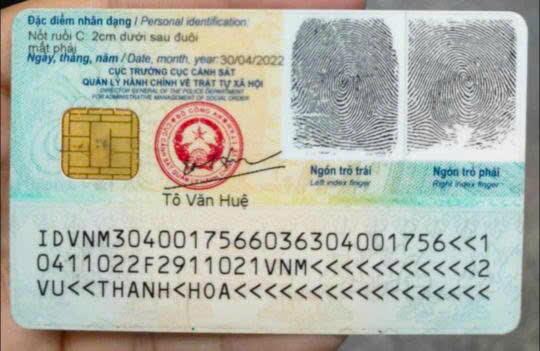 Đặc điểm nhân dạng / Personal identification:
Nốt ruồi C: 2cm dưới sau đuôi
mắt phải
Ngày, tháng, năm / Date, month, year: 30/04/2022
CỤC TRƯỞNG CỤC CẢNH SÁT
QUẢN LÝ HÀNH CHÍNH VỀ TRẬT TỰ XÃ HỘI
DIRECTOR GENERAL OF THE POLICE DEPARTMENT
FOR ADMINISTRATIVE MANAGEMENT OF SOCIAL ORDER
Tô Văn Huệ
Ngón trỏ trái
Left index finger
Ngón trỏ phải
Right index finger
IDVNM3040017566036304001756<<1
0411022F2911021VNM<<<<<<<<<<<2
VU<<THANH<HOA<<<<<<<<<<<<<<<<<